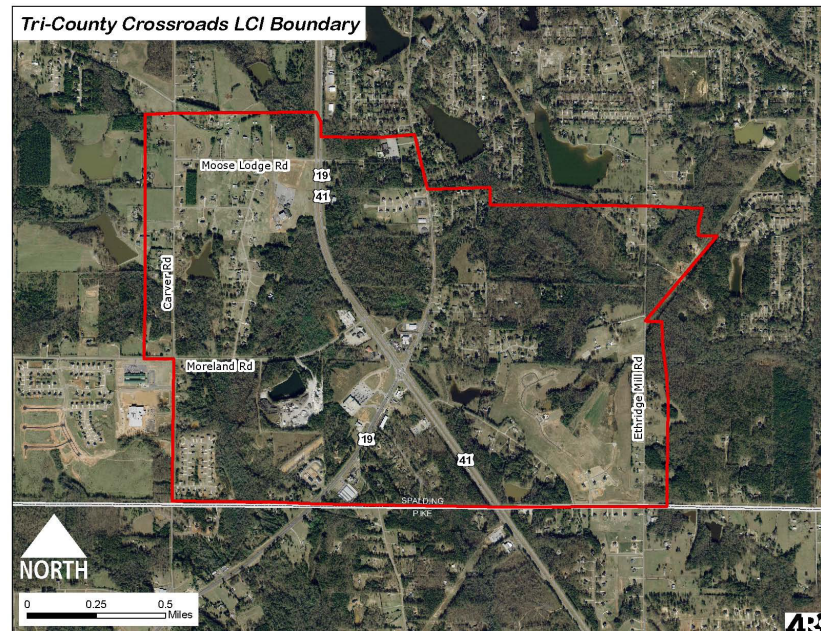 Tri-County Crossroads LCI Boundary
Moose Lodge Rd
19
41
Carver Rd
Moreland Rd
Ethridge Mill Rd
19
41
SPALDING
PIKE
NORTH
0 0.25 0.5
Miles